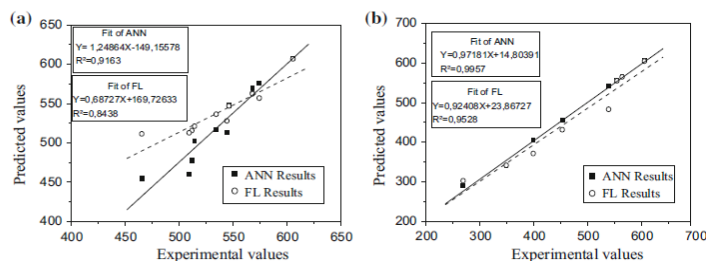 (a)
650
600
550
500
450
400
400
450
500
550
600
650
Predicted values
Experimental values
Fit of ANN
Y= 1,24864X-149,15578
R²=0,9163
Fit of FL
Y=0,68727X+169,72633
R²=0,8438
ANN Results
FL Results
(b)
700
600
500
400
300
200
200
300
400
500
600
700
Predicted values
Experimental values
Fit of ANN
Y=0,97181X+14,80391
R²=0,9957
Fit of FL
Y=0,92408X+23,86727
R²=0,9528
ANN Results
FL Results